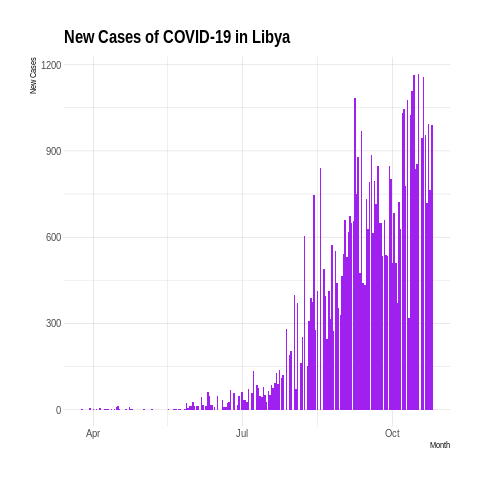 New Cases of COVID-19 in Libya
New Cases
1200
900
600
300
0
Apr
Jul
Oct
Month